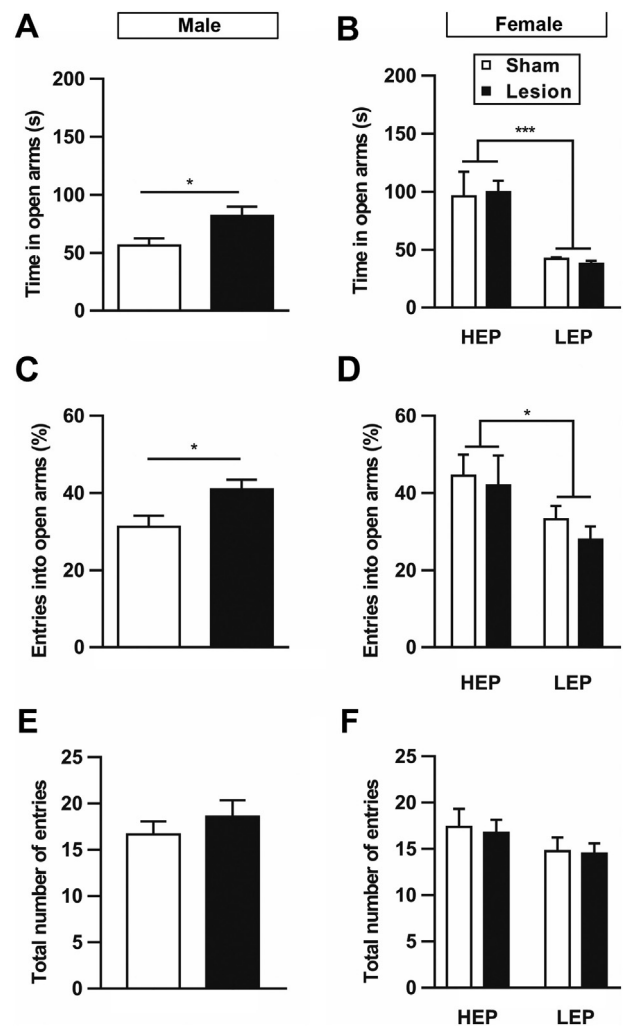 A
Male
B
Female
Sham
Lesion
Time in open arms (s)
200
150
100
50
0
*
Time in open arms (s)
200
150
100
50
0
***
HEP LEP
C
D
Entries into open arms (%)
60
40
20
0
*
Entries into open arms (%)
60
40
20
0
*
HEP LEP
E
F
Total number of entries
25
20
15
10
5
0
Total number of entries
25
20
15
10
5
0
HEP LEP